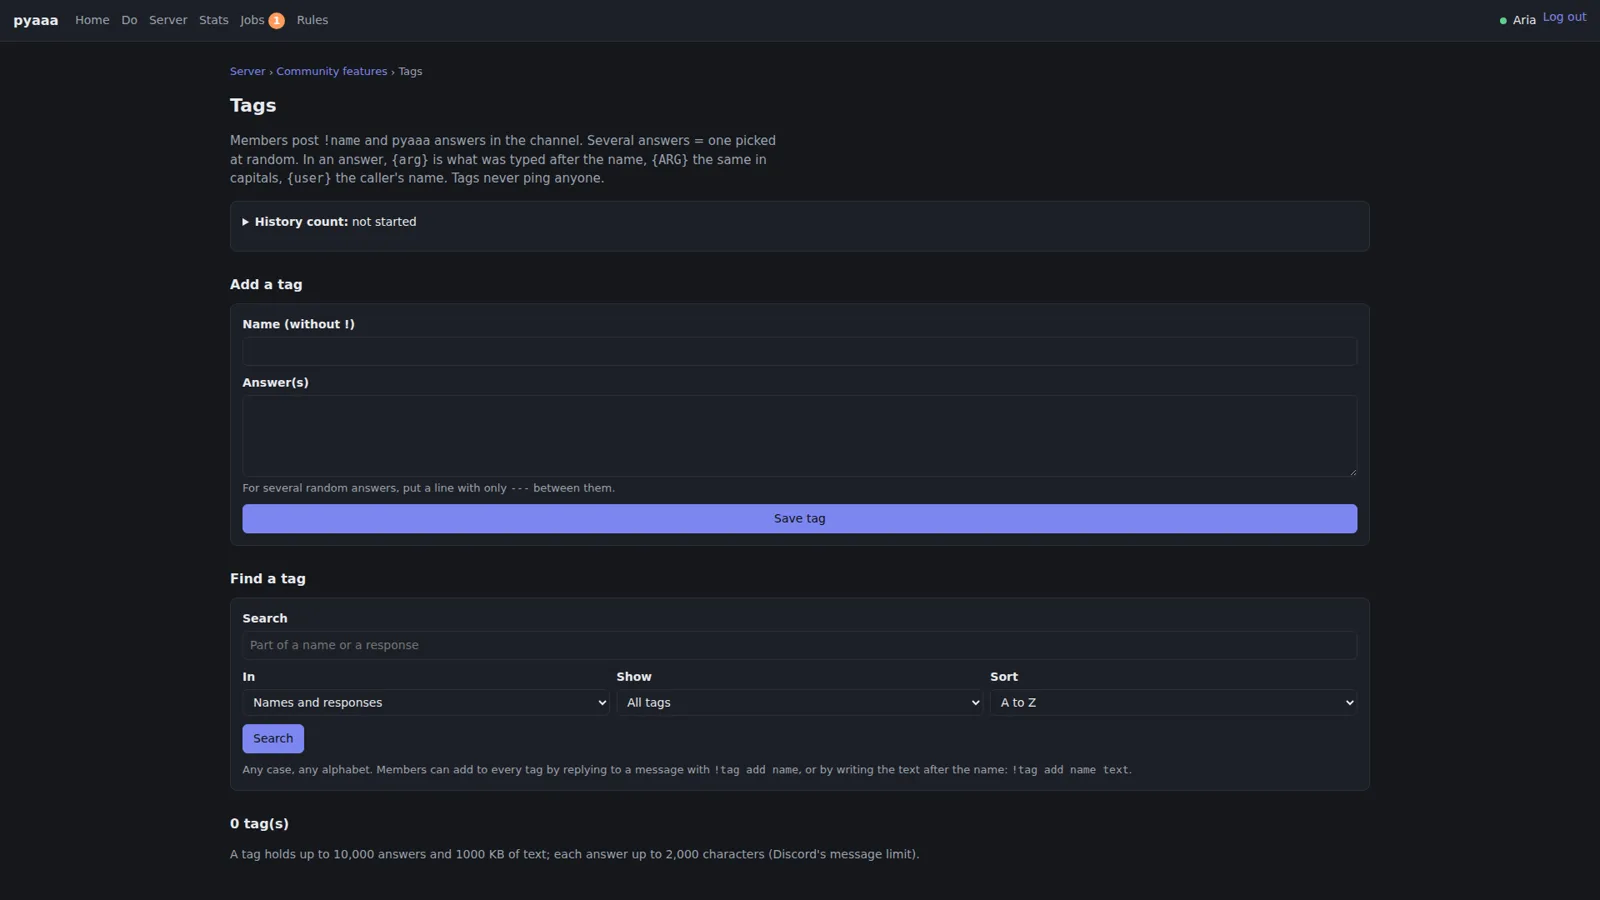 pyaaa Home Do Server Stats Jobs 1 Rules Aria Log out
Server › Community features › Tags
Tags
Members post !name and pyaaa answers in the channel. Several answers = one picked
at random. In an answer, {arg} is what was typed after the name, {ARG} the same in
capitals, {user} the caller's name. Tags never ping anyone.
History count: not started
Add a tag
Name (without !)
Answer(s)
For several random answers, put a line with only --- between them.
Save tag
Find a tag
Search
Part of a name or a response
In Show Sort
Names and responses All tags A to Z
Search
Any case, any alphabet. Members can add to every tag by replying to a message with !tag add name, or by writing the text after the name: !tag add name text.
0 tag(s)
A tag holds up to 10,000 answers and 1000 KB of text; each answer up to 2,000 characters (Discord's message limit).